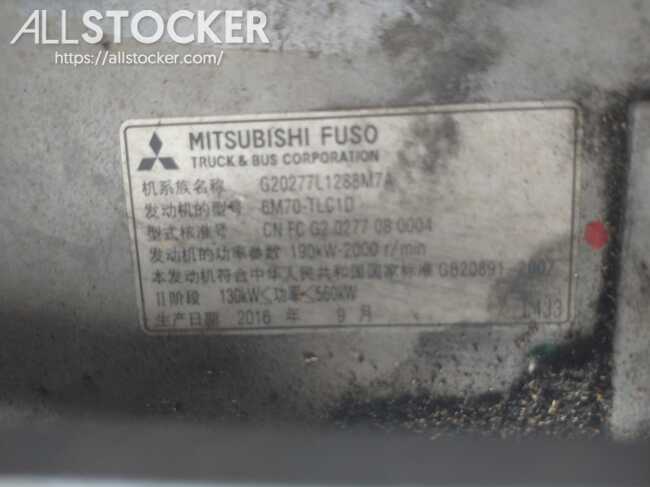 ALLSTOCKER
https://allstocker.com/
MITSUBISHI FUSO
TRUCK & BUS CORPORATION
机系族名称 G20277L1288M7A
发动机的型号 6M70-TLC1D
型式核准号 CN FC G2 0277 08 0004
发动机的功率参数 190kW-2000 r/min
本发动机符合中华人民共和国国家标准 GB20891-2007
II阶段 130kW≤功率≤560kW
生产日期 2016 年 9 月